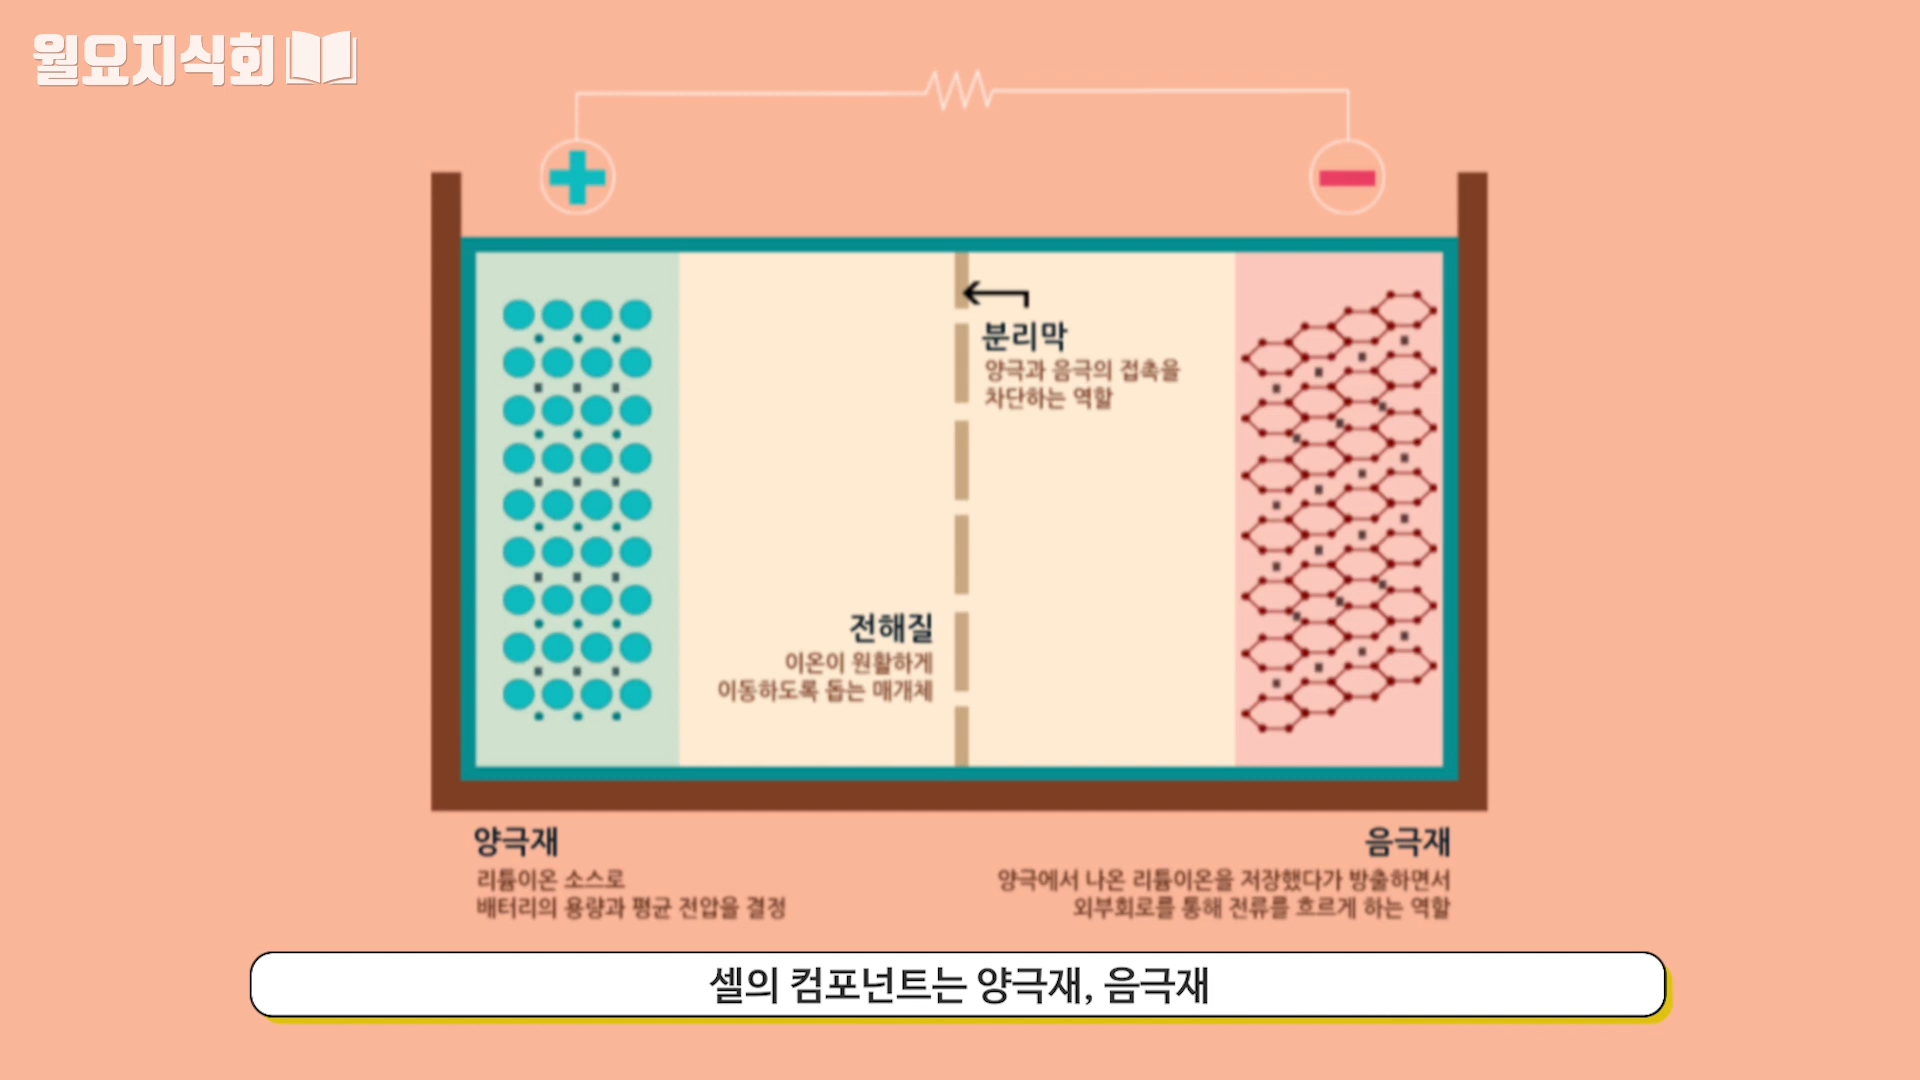 월요지식회
분리막
양극과 음극의 접촉을
차단하는 역할
전해질
이온이 원활하게
이동하도록 돕는 매개체
양극재
리튬이온 소스로
배터리의 용량과 평균 전압을 결정
음극재
양극에서 나온 리튬이온을 저장했다가 방출하면서
외부회로를 통해 전류를 흐르게 하는 역할
셀의 컴포넌트는 양극재, 음극재